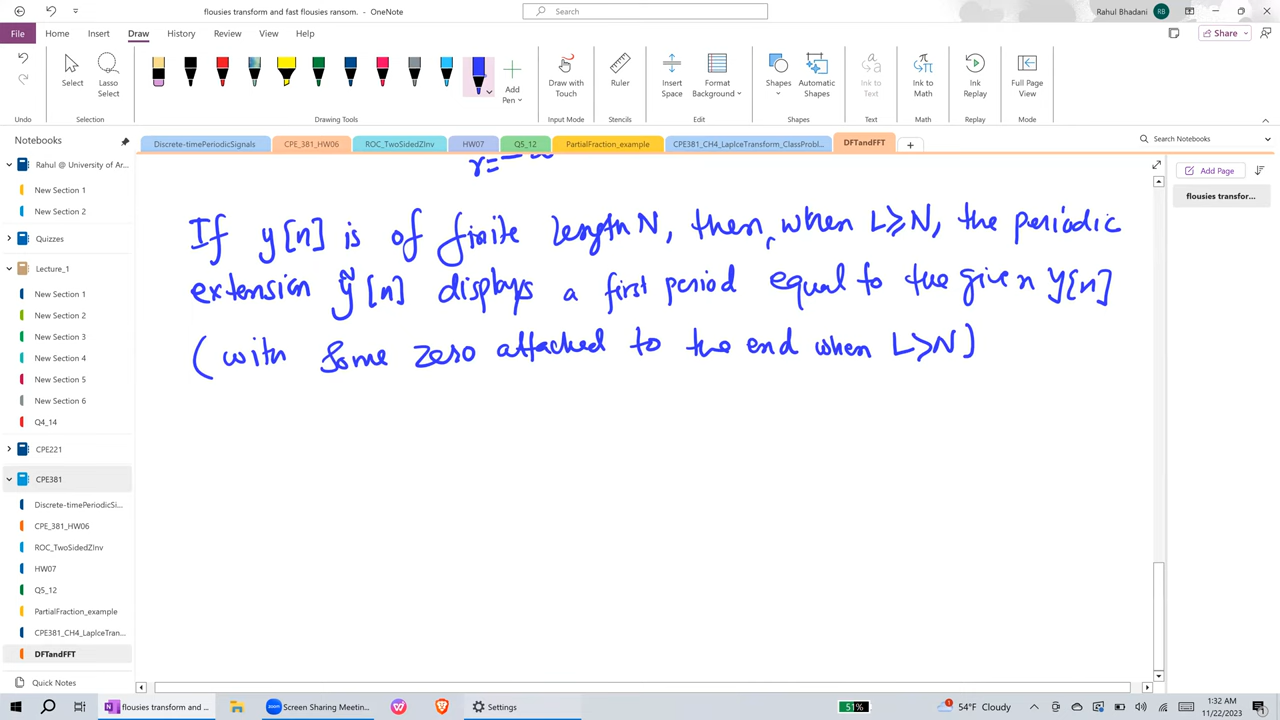 flousies transform and fast flousies ransom. - OneNote
Search
Rahul Bhadani
RB
File
Home
Insert
Draw
History
Review
View
Help
Share
Select
Lasso Select
Add Pen
Draw with Touch
Ruler
Insert Space
Format Background
Shapes
Automatic Shapes
Ink to Text
Ink to Math
Ink Replay
Full Page View
Undo
Selection
Drawing Tools
Input Mode
Stencils
Edit
Shapes
Text
Math
Replay
Mode
Notebooks
Discrete-timePeriodicSignals
CPE_381_HW06
ROC_TwoSidedZInv
HW07
Q5_12
PartialFraction_example
CPE381_CH4_LaplceTransform_ClassProbl...
DFTandFFT
Search Notebooks
Add Page
flousies transfor...
Rahul @ University of Ar...
New Section 1
New Section 2
Quizzes
Lecture_1
New Section 1
New Section 2
New Section 3
New Section 4
New Section 5
New Section 6
Q4_14
CPE221
CPE381
Discrete-timePeriodicSi...
CPE_381_HW06
ROC_TwoSidedZInv
HW07
Q5_12
PartialFraction_example
CPE381_CH4_LaplceTran...
DFTandFFT
Quick Notes
r=-∞
If y[n] is of finite length N, then, when L≥N, the periodic
extension ỹ[n] displays a first period equal to the given y[n]
(with some zero attached to the end when L>N)
flousies transform and ...
Screen Sharing Meetin...
Settings
51%
54°F Cloudy
1:32 AM
11/22/2023